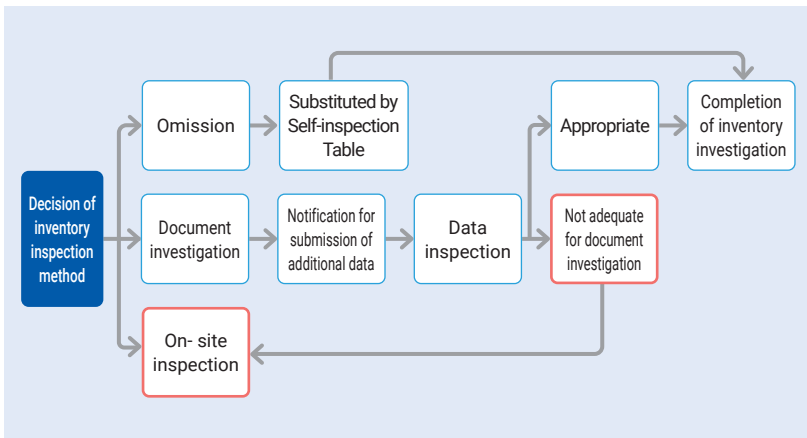 Decision of
inventory
inspection
method
Omission
Substituted by
Self-inspection
Table
Appropriate
Completion
of inventory
investigation
Document
investigation
Notification for
submission of
additional data
Data
inspection
Not adequate
for document
investigation
On- site
inspection